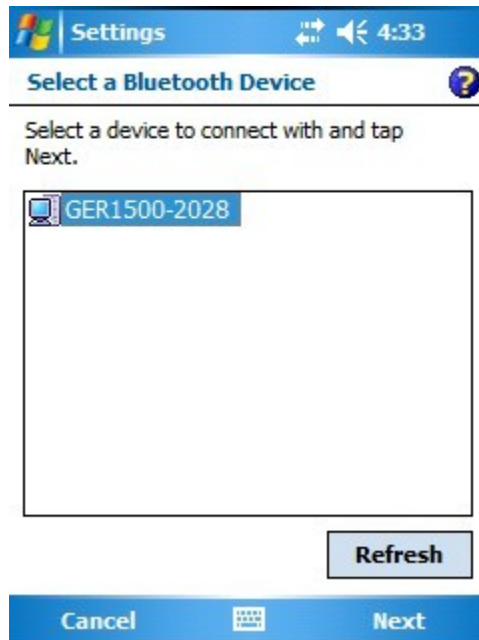 Settings 4:33
Select a Bluetooth Device ?
Select a device to connect with and tap
Next.
GER1500-2028
Refresh
Cancel Next